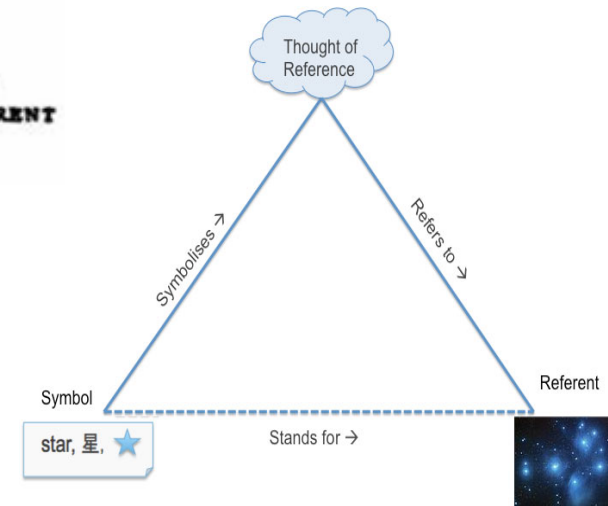 Thought of
Reference
RENT
Symbolises →
Refers to →
Symbol
Referent
star, 星,
Stands for →